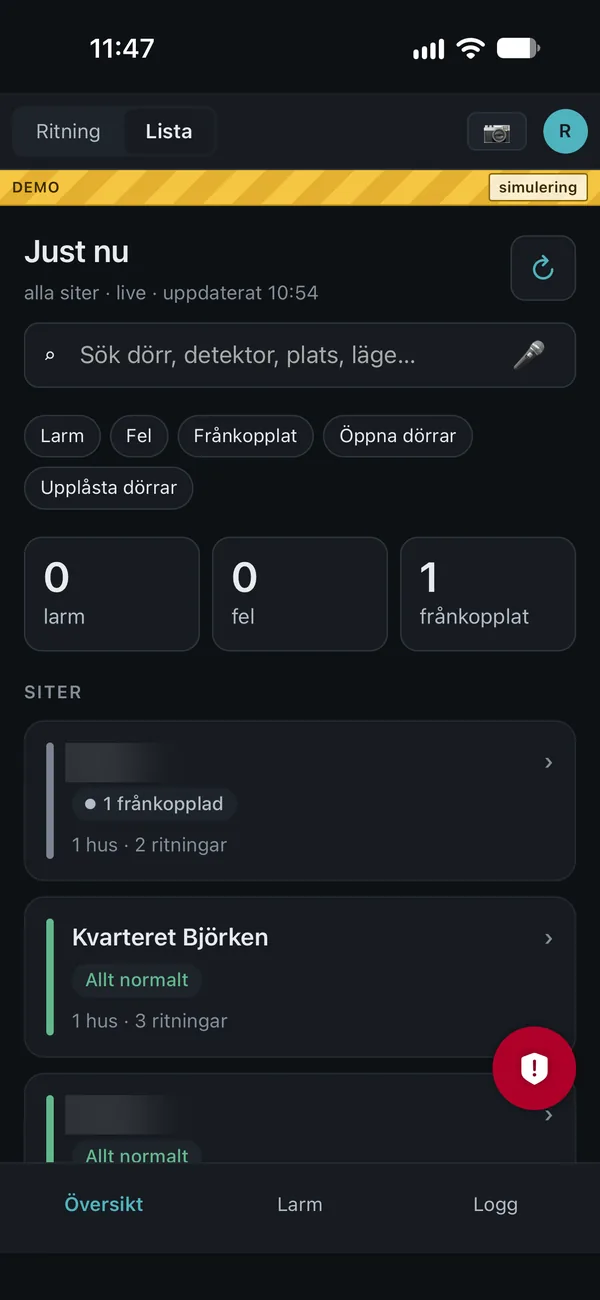 11:47
Ritning Lista R
DEMO simulering
Just nu
alla siter · live · uppdaterat 10:54
Sök dörr, detektor, plats, läge...
Larm Fel Frånkopplat Öppna dörrar
Upplåsta dörrar
0 0 1
larm fel frånkopplat
SITER
1 frånkopplad
1 hus · 2 ritningar
Kvarteret Björken
Allt normalt
1 hus · 3 ritningar
Allt normalt
Översikt Larm Logg